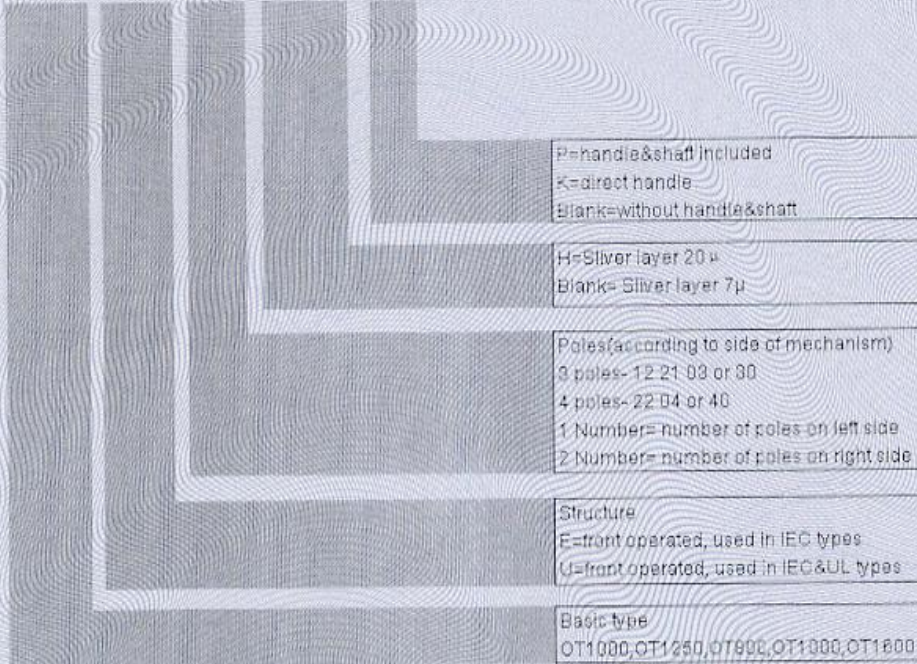 P=handle&shaft included
K=direct handle
Blank=without handle&shaft
H=Sliver layer 20µ
Blank= Sliver layer 7µ
Poles(according to side of mechanism)
3 poles- 12 21 03 or 30
4 poles- 22 04 or 40
1 Number= number of poles on left side
2 Number= number of poles on right side
Structure
E=front operated, used in IEC types
U=front operated, used in IEC&UL types
Basic type
OT1000,OT1250,OT800,OT1000,OT1600